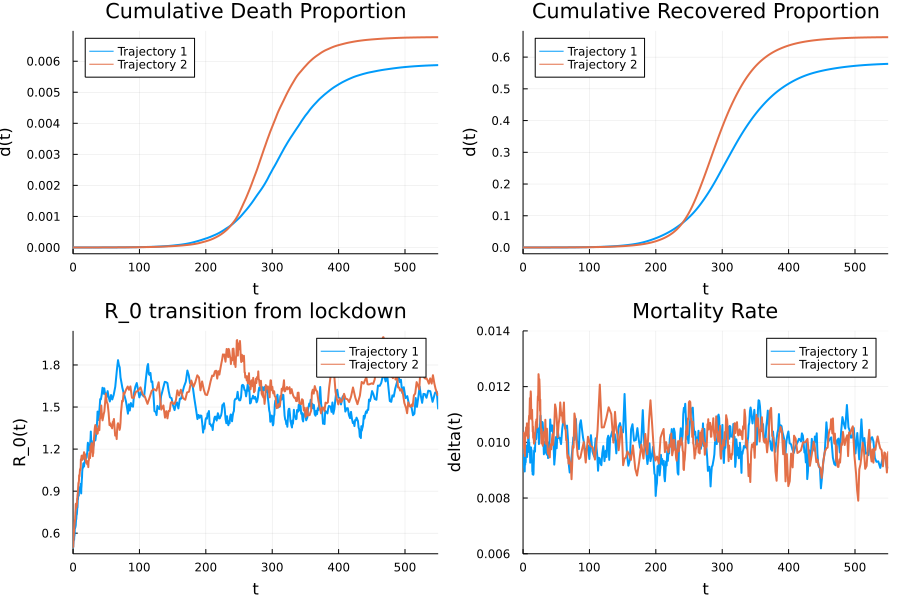 Cumulative Death Proportion
Trajectory 1
Trajectory 2
d(t)
0.006
0.005
0.004
0.003
0.002
0.001
0.000
0 100 200 300 400 500
t
Cumulative Recovered Proportion
Trajectory 1
Trajectory 2
d(t)
0.6
0.5
0.4
0.3
0.2
0.1
0.0
0 100 200 300 400 500
t
R_0 transition from lockdown
Trajectory 1
Trajectory 2
R_0(t)
1.8
1.5
1.2
0.9
0.6
0 100 200 300 400 500
t
Mortality Rate
Trajectory 1
Trajectory 2
delta(t)
0.014
0.012
0.010
0.008
0.006
0 100 200 300 400 500
t